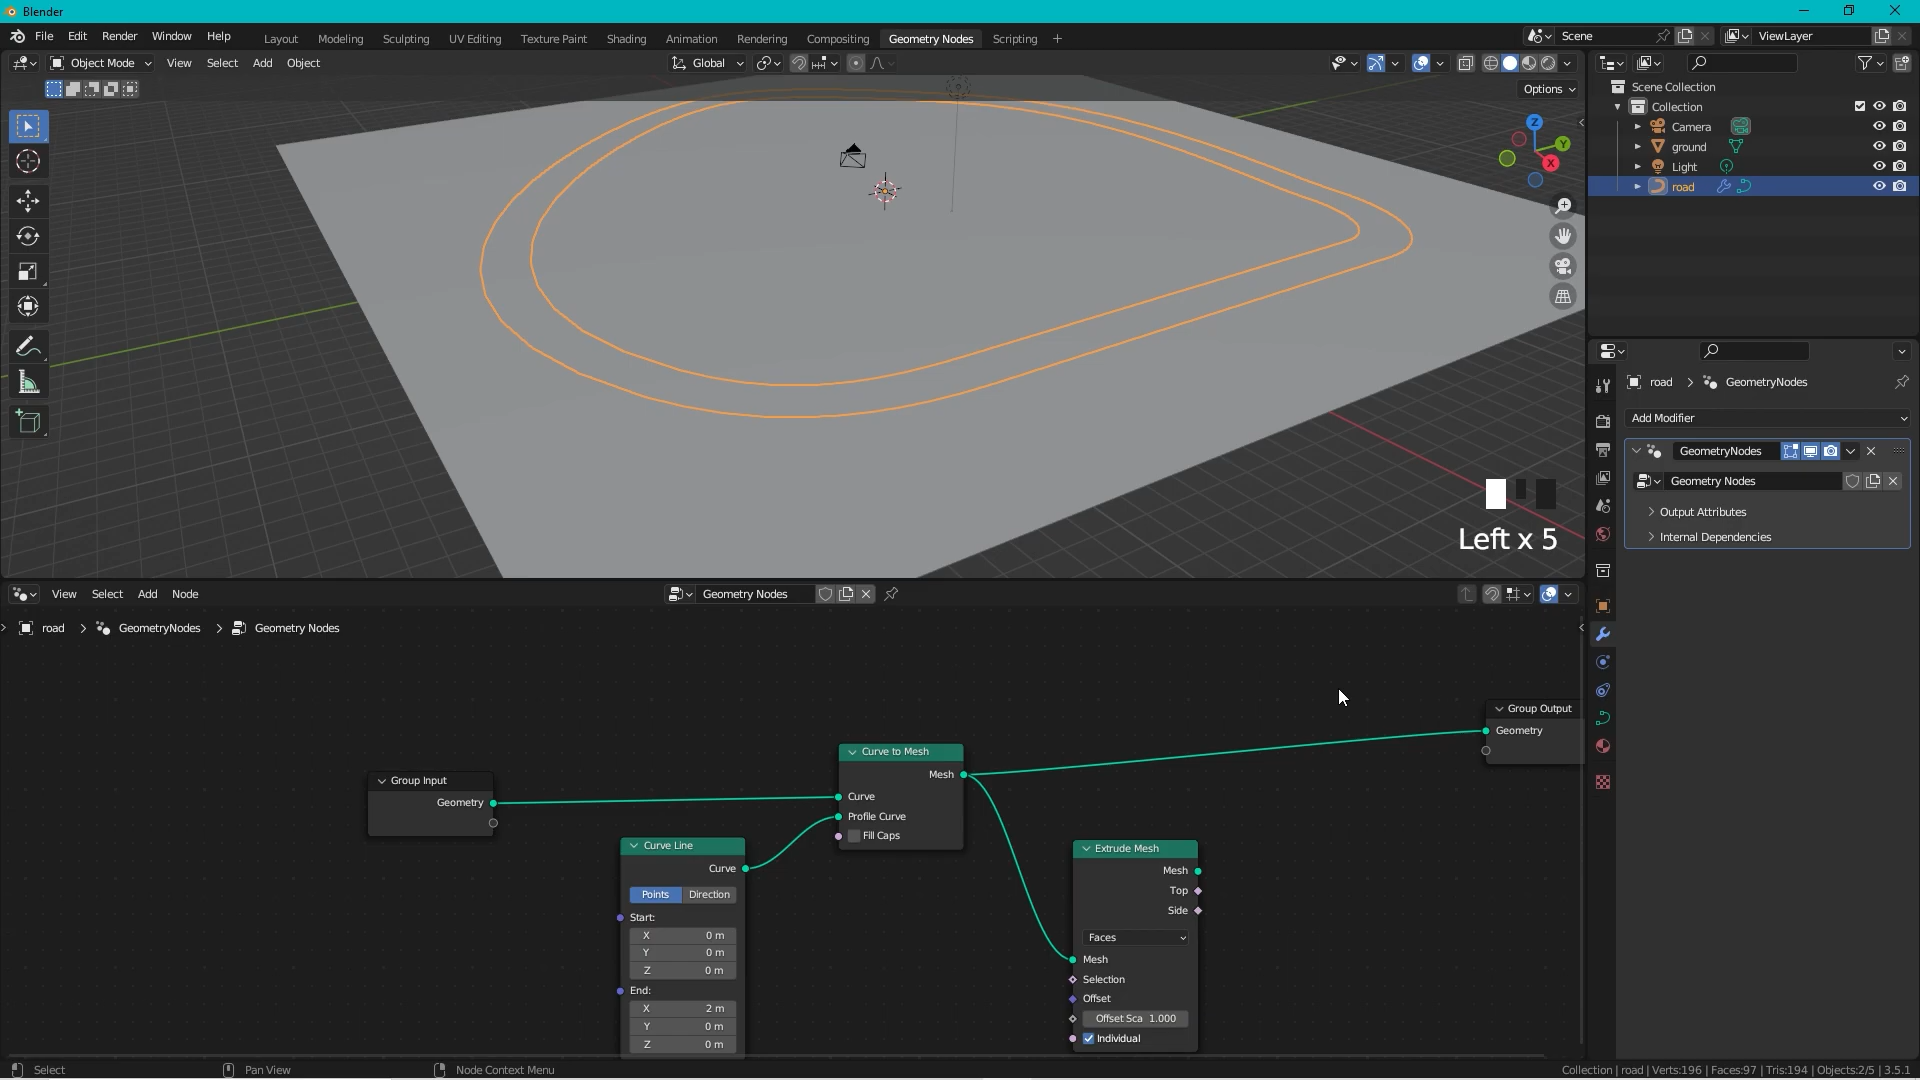 Blender
File Edit Render Window Help
Layout Modeling Sculpting UV Editing Texture Paint Shading Animation Rendering Compositing Geometry Nodes Scripting +
Scene
ViewLayer
Object Mode View Select Add Object
Global
Options
Z
Y
X
Left x 5
Scene Collection
Collection
Camera
ground
Light
road
road > GeometryNodes
Add Modifier
GeometryNodes
Geometry Nodes
Output Attributes
Internal Dependencies
View Select Add Node
Geometry Nodes
road > GeometryNodes > Geometry Nodes
Group Input
Geometry
Curve Line
Curve
Points Direction
Start:
X 0 m
Y 0 m
Z 0 m
End:
X 2 m
Y 0 m
Z 0 m
Curve to Mesh
Mesh
Curve
Profile Curve
Fill Caps
Extrude Mesh
Mesh
Top
Side
Faces
Mesh
Selection
Offset
Offset Sca 1.000
Individual
Group Output
Geometry
Select
Pan View
Node Context Menu
Collection | road | Verts:196 | Faces:97 | Tris:194 | Objects:2/5 | 3.5.1